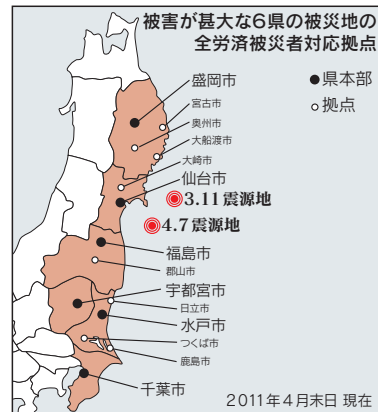 被害が甚大な6県の被災地の
全労済被災者対応拠点
●県本部
○拠点
盛岡市
宮古市
奥州市
大船渡市
大崎市
仙台市
3.11震源地
4.7震源地
福島市
郡山市
宇都宮市
日立市
水戸市
つくば市
鹿島市
千葉市
2011年4月末日 現在